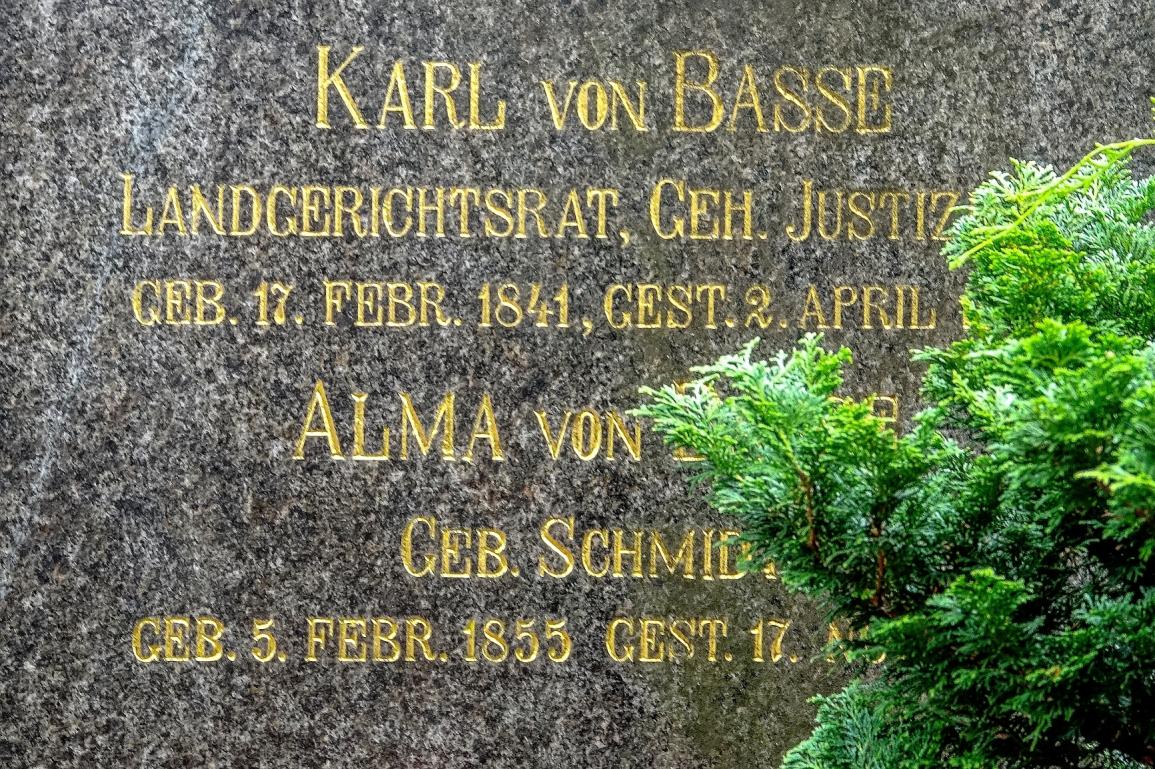 KARL VON BASSE
LANDGERICHTSRAT, GEH. JUSTIZ
GEB. 17. FEBR. 1841, GEST. 2. APRIL
ALMA VON
GEB. SCHMIDT
GEB. 5. FEBR. 1855 GEST. 17.